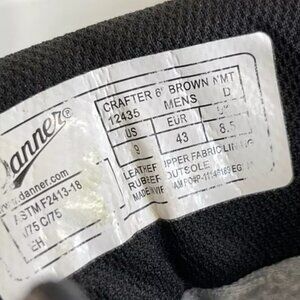 Danner®
www.danner.com
ASTM F2413-18
I/75 C/75
EH
CRAFTER 6" BROWN NMT
12435 MENS D
US EUR UK
9 43 8.5
LEATHER UPPER FABRIC LINING
RUBBER OUTSOLE
MADE IN